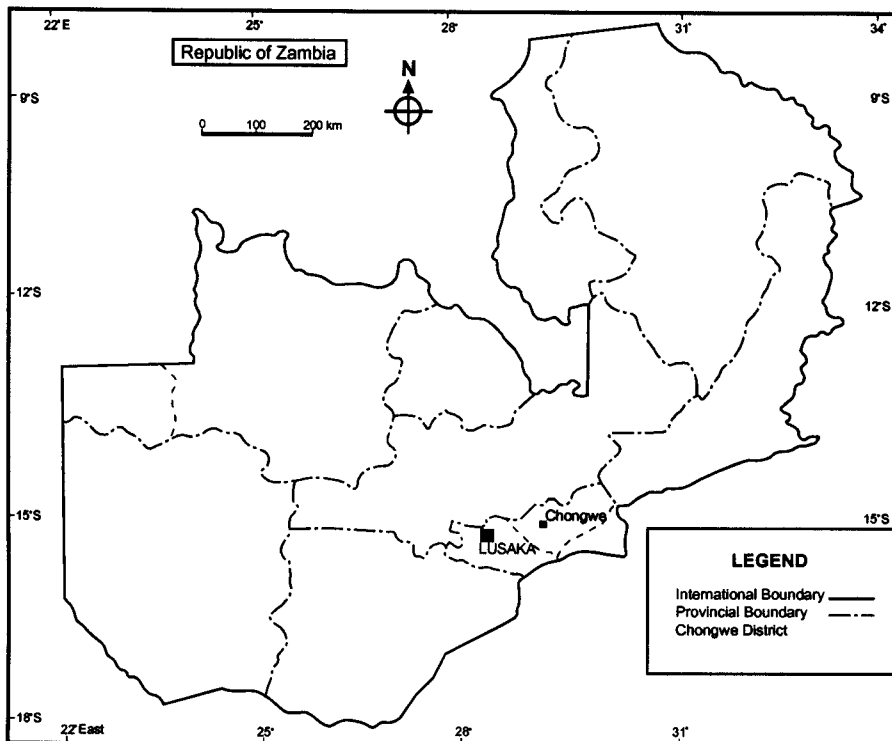 22°E 25° 28° 31° 34°
Republic of Zambia
N
9°S 9°S
0 100 200 km
12°S 12°S
15°S 15°S
Chongwe
LUSAKA
LEGEND
International Boundary
Provincial Boundary
Chongwe District
18°S
22°East 25° 28° 31°